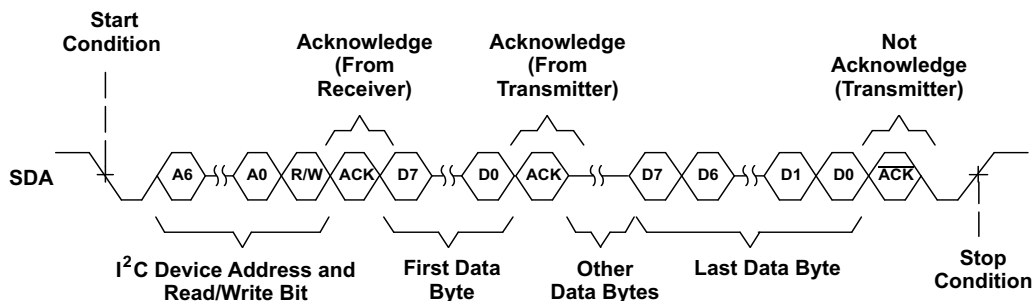 Start
Condition
Acknowledge
(From
Receiver)
Acknowledge
(From
Transmitter)
Not
Acknowledge
(Transmitter)
SDA
A6
A0
R/W
ACK
D7
D0
ACK
D7
D6
D1
D0
ACK
I²C Device Address and
Read/Write Bit
First Data
Byte
Other
Data Bytes
Last Data Byte
Stop
Condition